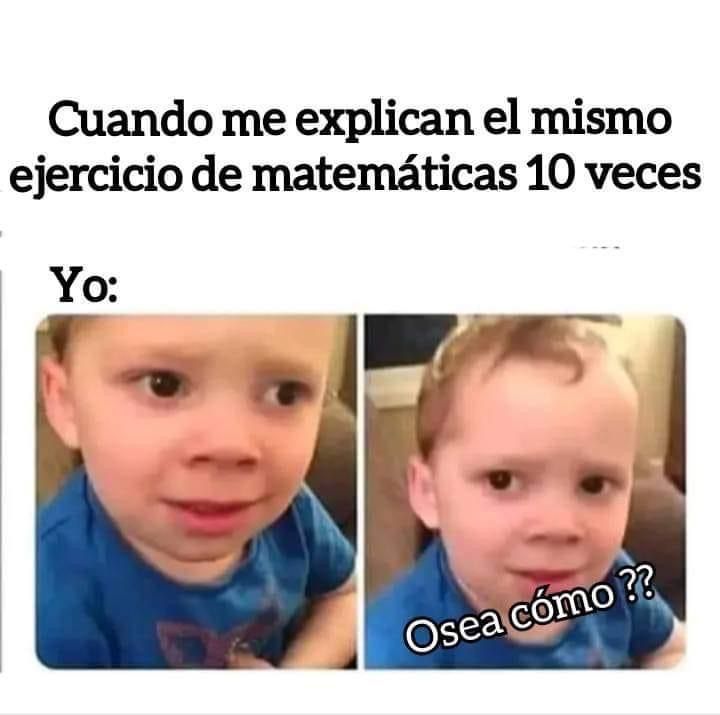 Cuando me explican el mismo
ejercicio de matemáticas 10 veces
Yo:
Osea cómo ??